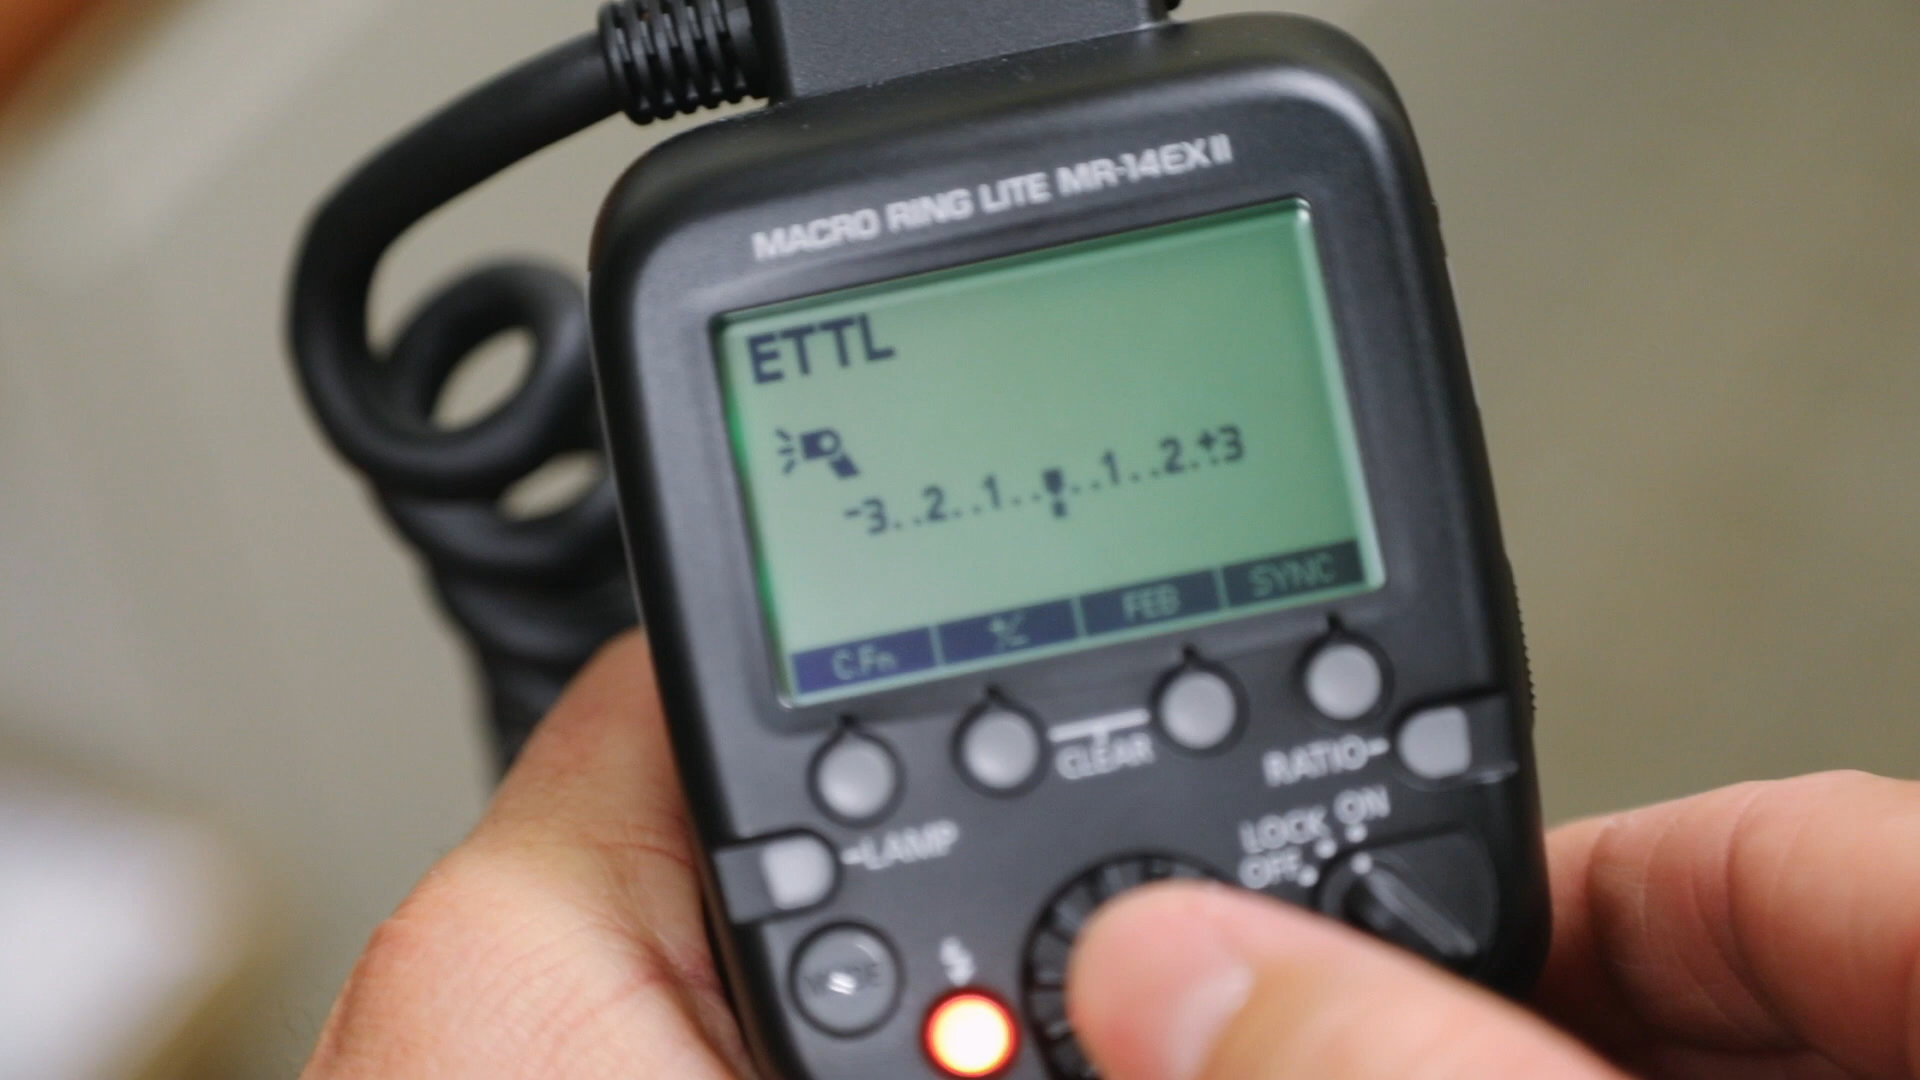 MACRO RING LITE MR-14EX II
ETTL
-3..2..1..▮..1..2..+3
C.Fn +/- FEB SYNC
CLEAR
RATIO
LAMP
LOCK ON
OFF
MODE